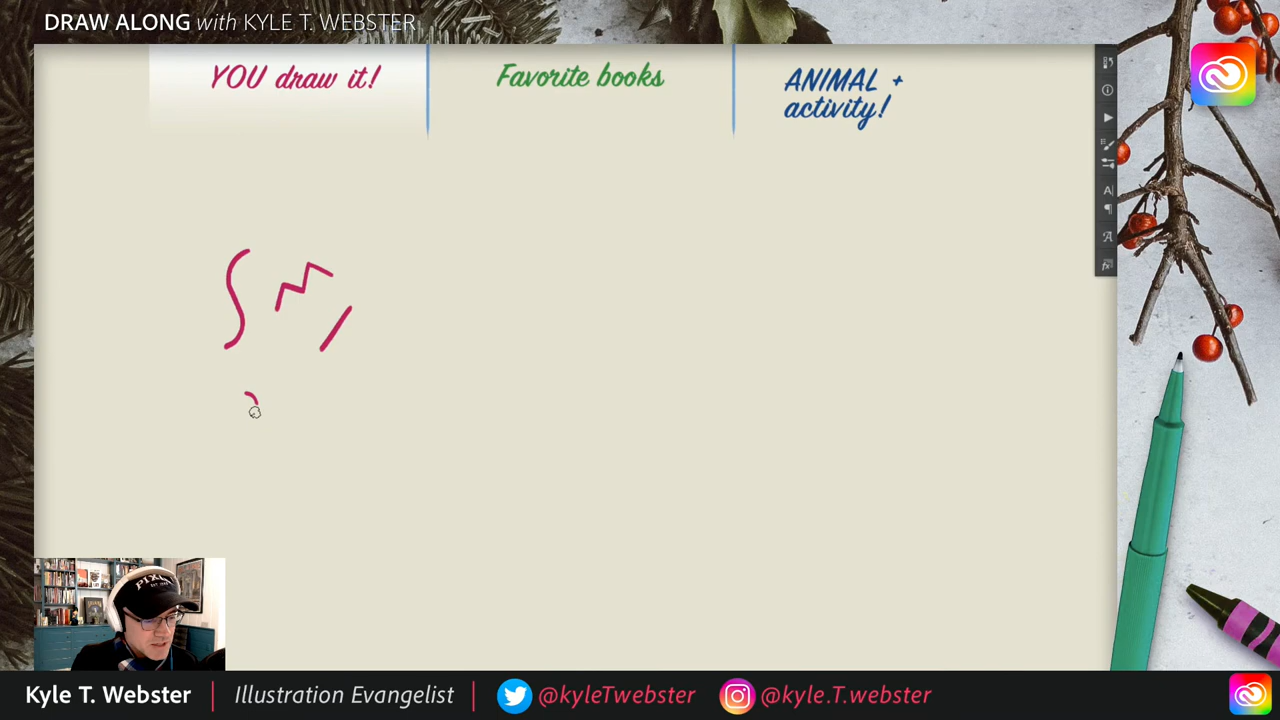 DRAW ALONG with KYLE T. WEBSTER
YOU draw it!
Favorite books
ANIMAL +
activity!
PIXAR
Kyle T. Webster | Illustration Evangelist @kyleTwebster @kyle.T.webster